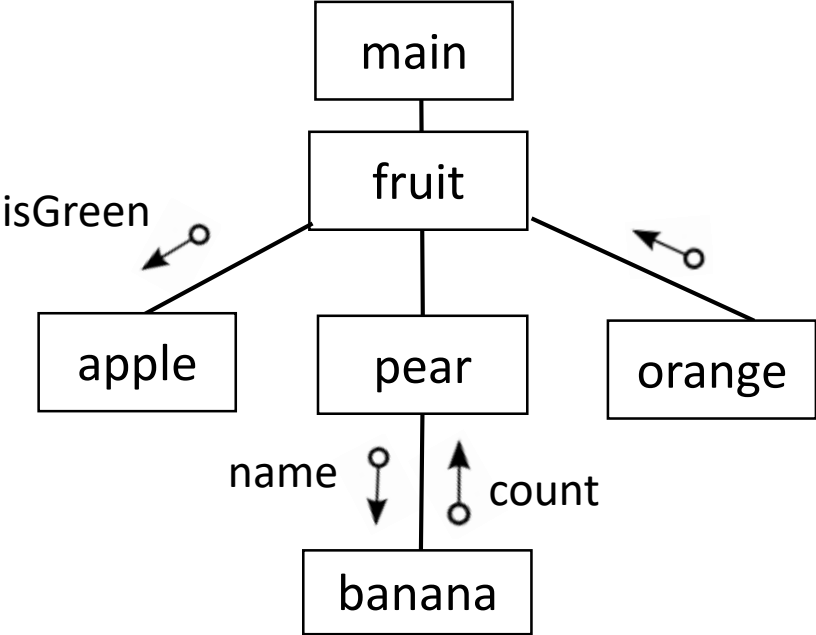 main
fruit
isGreen
apple
pear
orange
name
count
banana